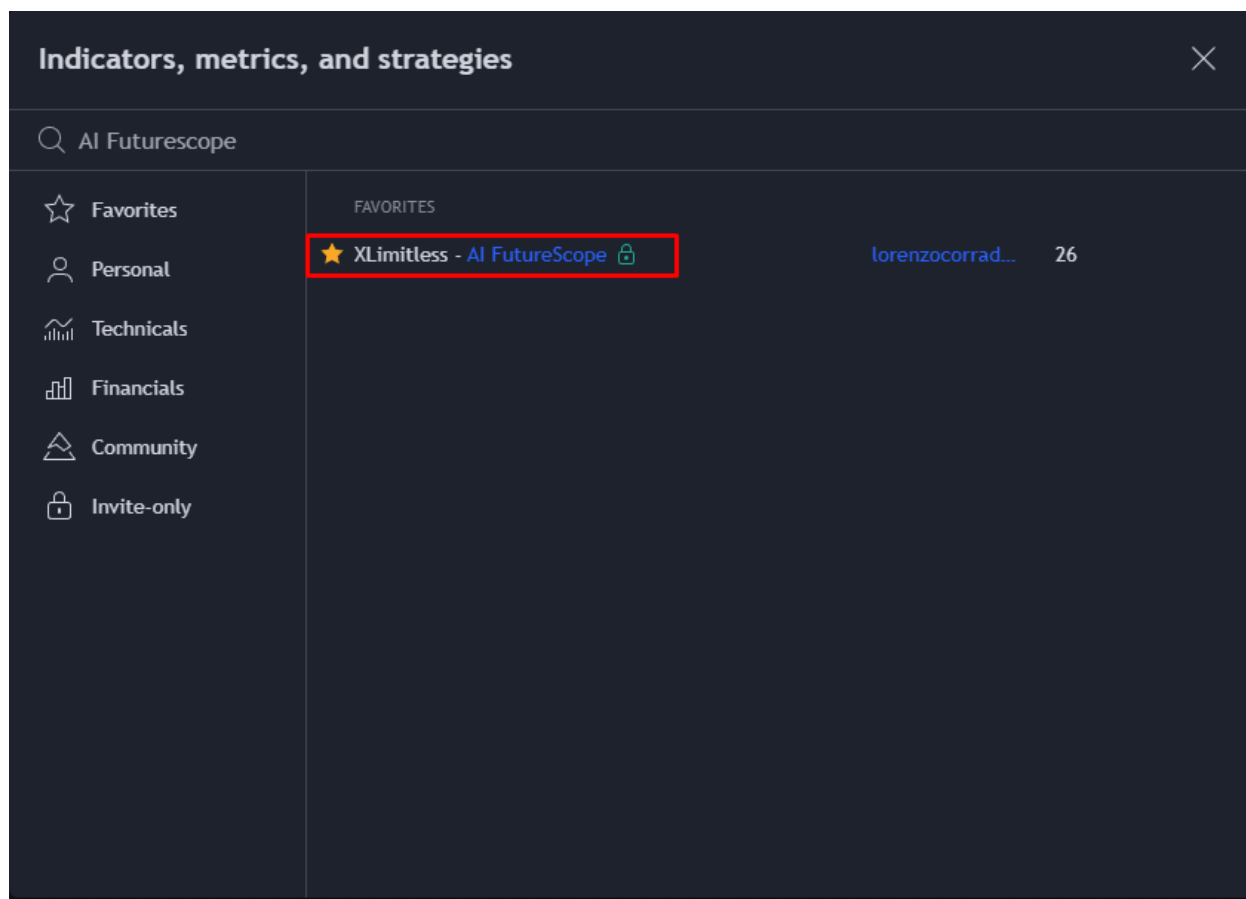 Indicators, metrics, and strategies
AI Futurescope
Favorites
Personal
Technicals
Financials
Community
Invite-only
FAVORITES
XLimitless - AI FutureScope lorenzocorrad... 26